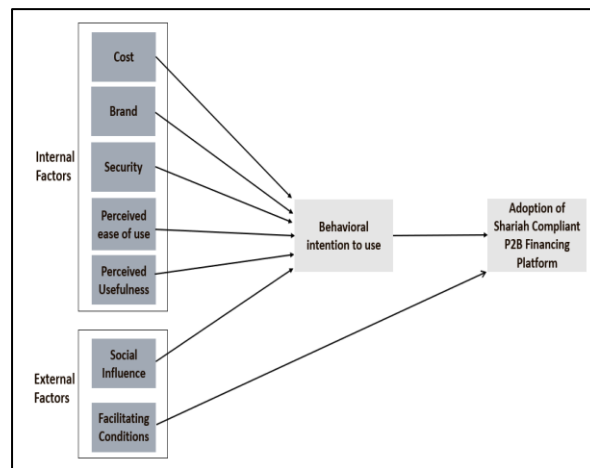 Cost
Brand
Internal
Factors
Security
Perceived
ease of use
Perceived
Usefulness
Behavioral
intention to use
Adoption of
Shariah Compliant
P2B Financing
Platform
External
Factors
Social
Influence
Facilitating
Conditions